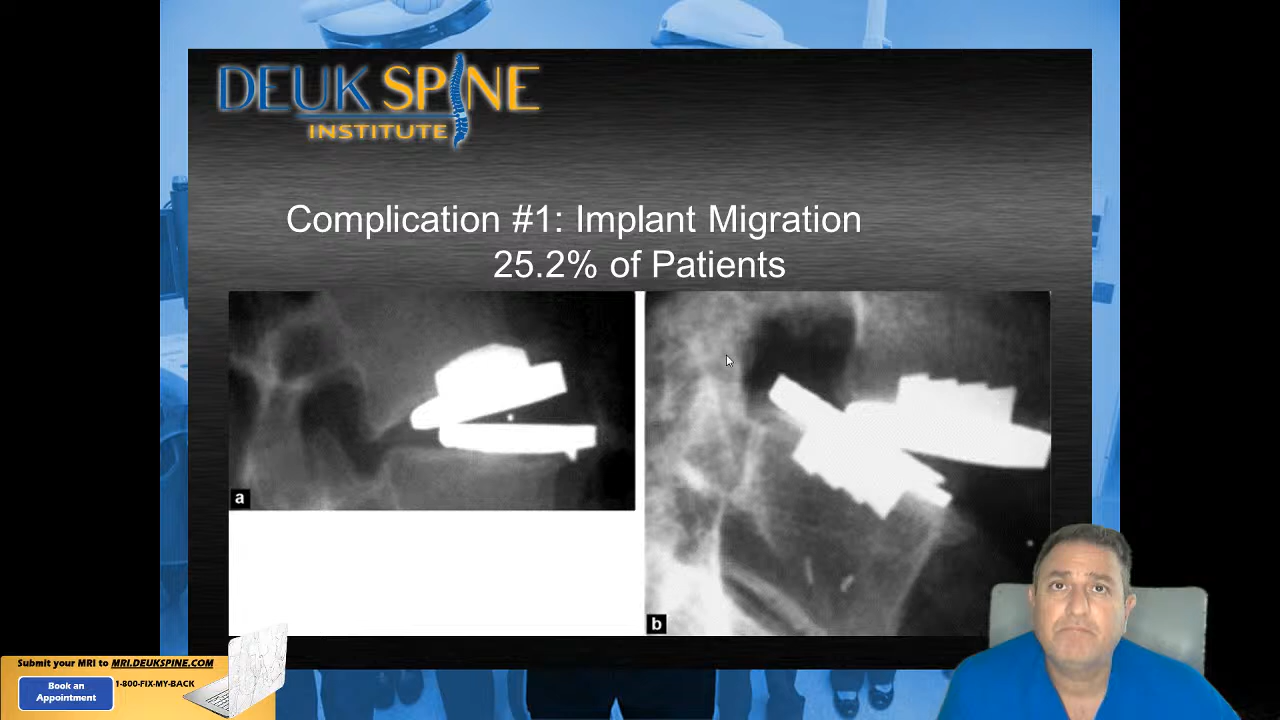 DEUK SPINE
INSTITUTE
Complication #1: Implant Migration
25.2% of Patients
a
b
Submit your MRI to MRI.DEUKSPINE.COM
1-800-FIX-MY-BACK
Book an
Appointment